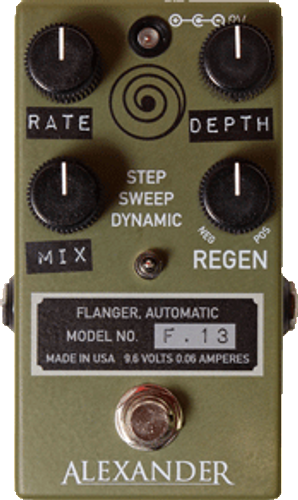 9V
RATE
DEPTH
STEP
SWEEP
DYNAMIC
MIX
NEG
POS
REGEN
FLANGER, AUTOMATIC
MODEL NO. F.13
MADE IN USA 9.6 VOLTS 0.06 AMPERES
ALEXANDER